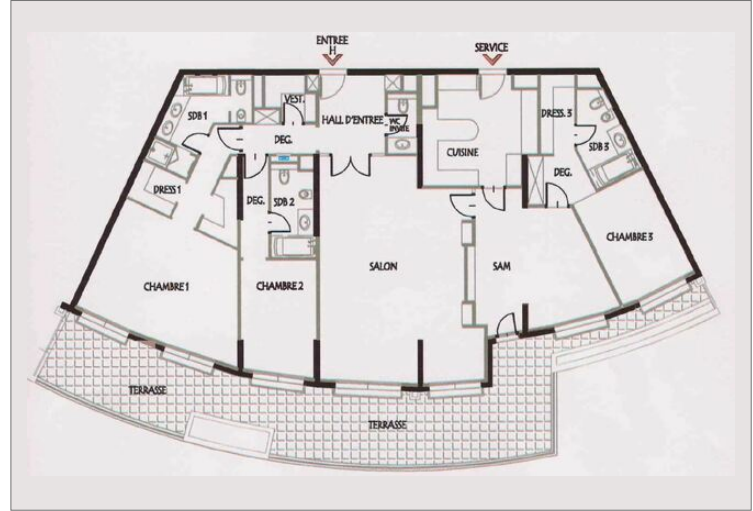 ENTREE
H
SERVICE
VEST.
SDB 1
HALL D'ENTREE
WC
INVITE
DRESS. 3
DEG.
CUISINE
SDB 3
DEG.
DRESS 1
DEG.
SDB 2
CHAMBRE 3
SALON
SAM
CHAMBRE 1
CHAMBRE 2
TERRASSE
TERRASSE